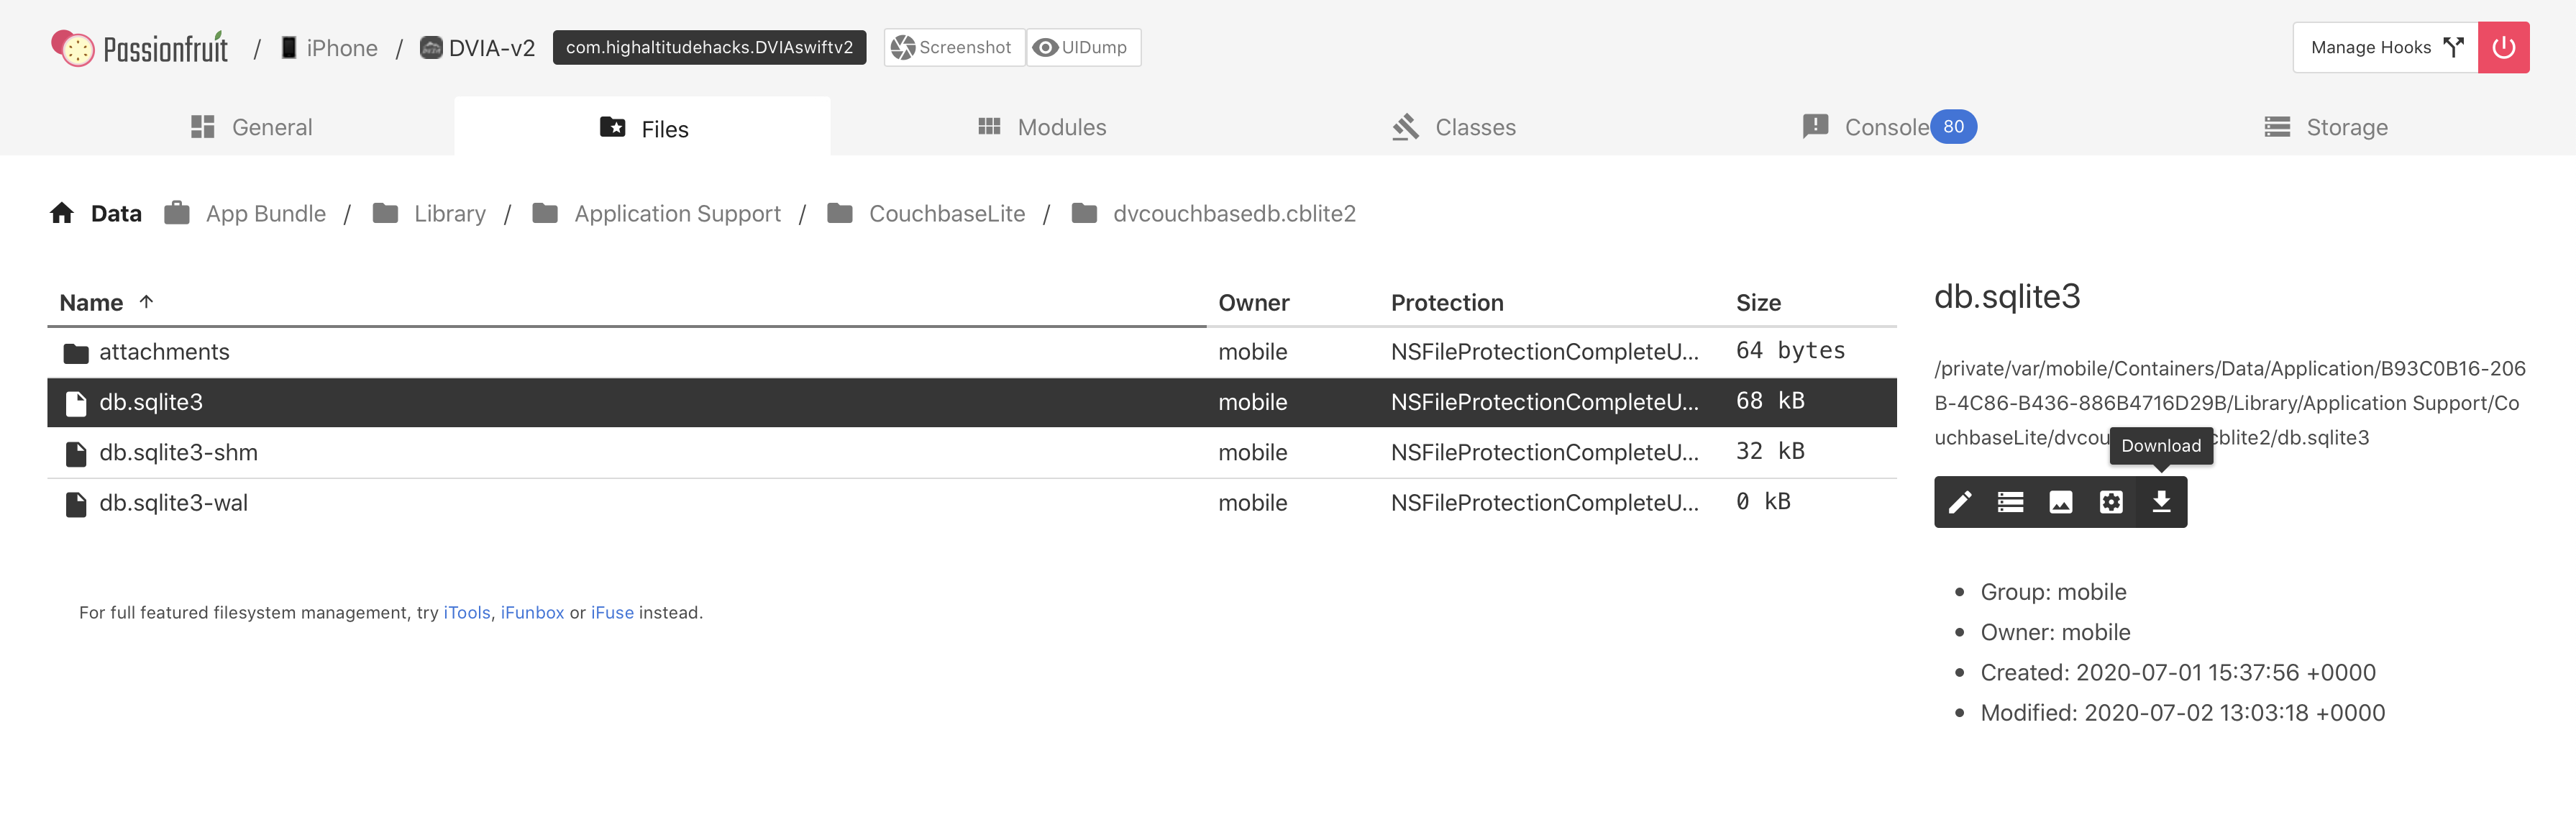 Passionfruit / iPhone / DVIA-v2 com.highaltitudehacks.DVIAswiftv2 Screenshot UIDump Manage Hooks
General Files Modules Classes Console 80 Storage
Data App Bundle / Library / Application Support / CouchbaseLite / dvcouchbasedb.cblite2
Name Owner Protection Size
attachments mobile NSFileProtectionCompleteU... 64 bytes
db.sqlite3 mobile NSFileProtectionCompleteU... 68 kB
db.sqlite3-shm mobile NSFileProtectionCompleteU... 32 kB
db.sqlite3-wal mobile NSFileProtectionCompleteU... 0 kB
For full featured filesystem management, try iTools, iFunbox or iFuse instead.
db.sqlite3
/private/var/mobile/Containers/Data/Application/B93C0B16-206
B-4C86-B436-886B4716D29B/Library/Application Support/Co
uchbaseLite/dvcou cblite2/db.sqlite3
Download
Group: mobile
Owner: mobile
Created: 2020-07-01 15:37:56 +0000
Modified: 2020-07-02 13:03:18 +0000